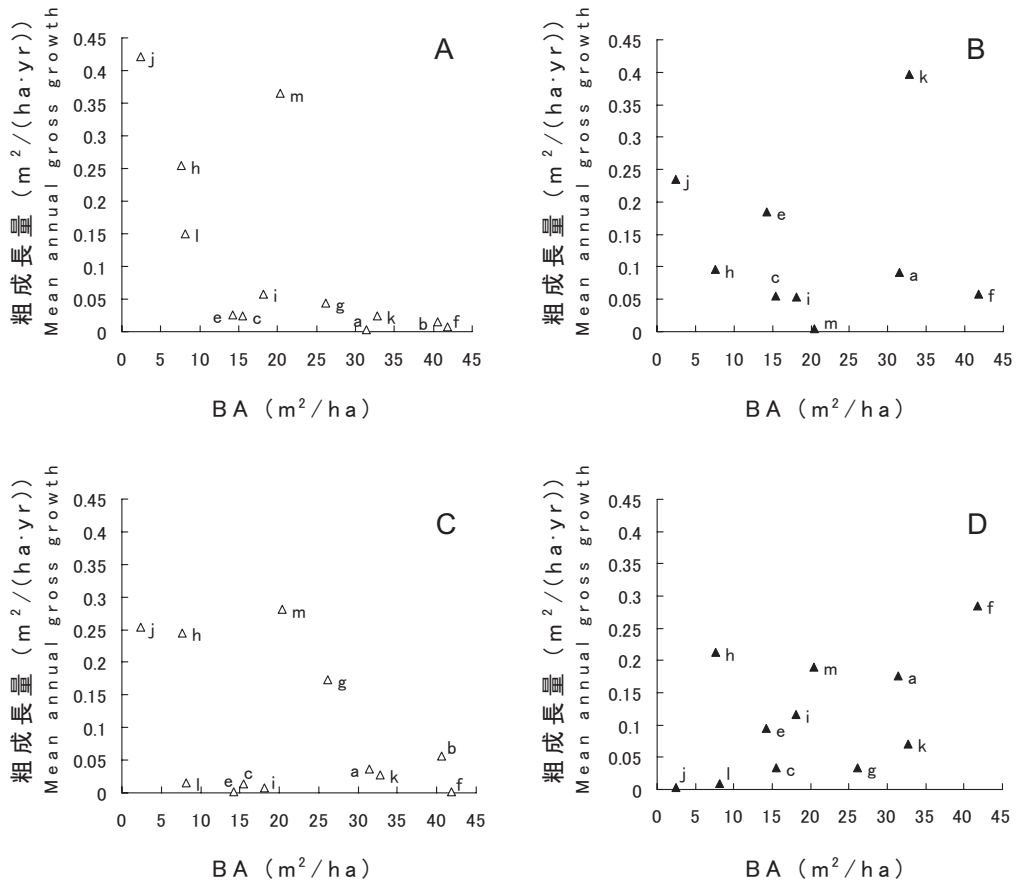 粗成長量 (m²/(ha·yr))
Mean annual gross growth
0.45
0.4
0.35
0.3
0.25
0.2
0.15
0.1
0.05
0
A
j
m
h
l
i
g
e
c
a
k
b
f
0 5 10 15 20 25 30 35 40 45
BA (m²/ha)
粗成長量 (m²/(ha·yr))
Mean annual gross growth
0.45
0.4
0.35
0.3
0.25
0.2
0.15
0.1
0.05
0
B
k
j
e
h
c
i
a
f
m
0 5 10 15 20 25 30 35 40 45
BA (m²/ha)
粗成長量 (m²/(ha·yr))
Mean annual gross growth
0.45
0.4
0.35
0.3
0.25
0.2
0.15
0.1
0.05
0
C
m
j
h
g
b
a
k
l
e
c
i
f
0 5 10 15 20 25 30 35 40 45
BA (m²/ha)
粗成長量 (m²/(ha·yr))
Mean annual gross growth
0.45
0.4
0.35
0.3
0.25
0.2
0.15
0.1
0.05
0
D
f
h
m
a
i
e
k
c
g
j
l
0 5 10 15 20 25 30 35 40 45
BA (m²/ha)